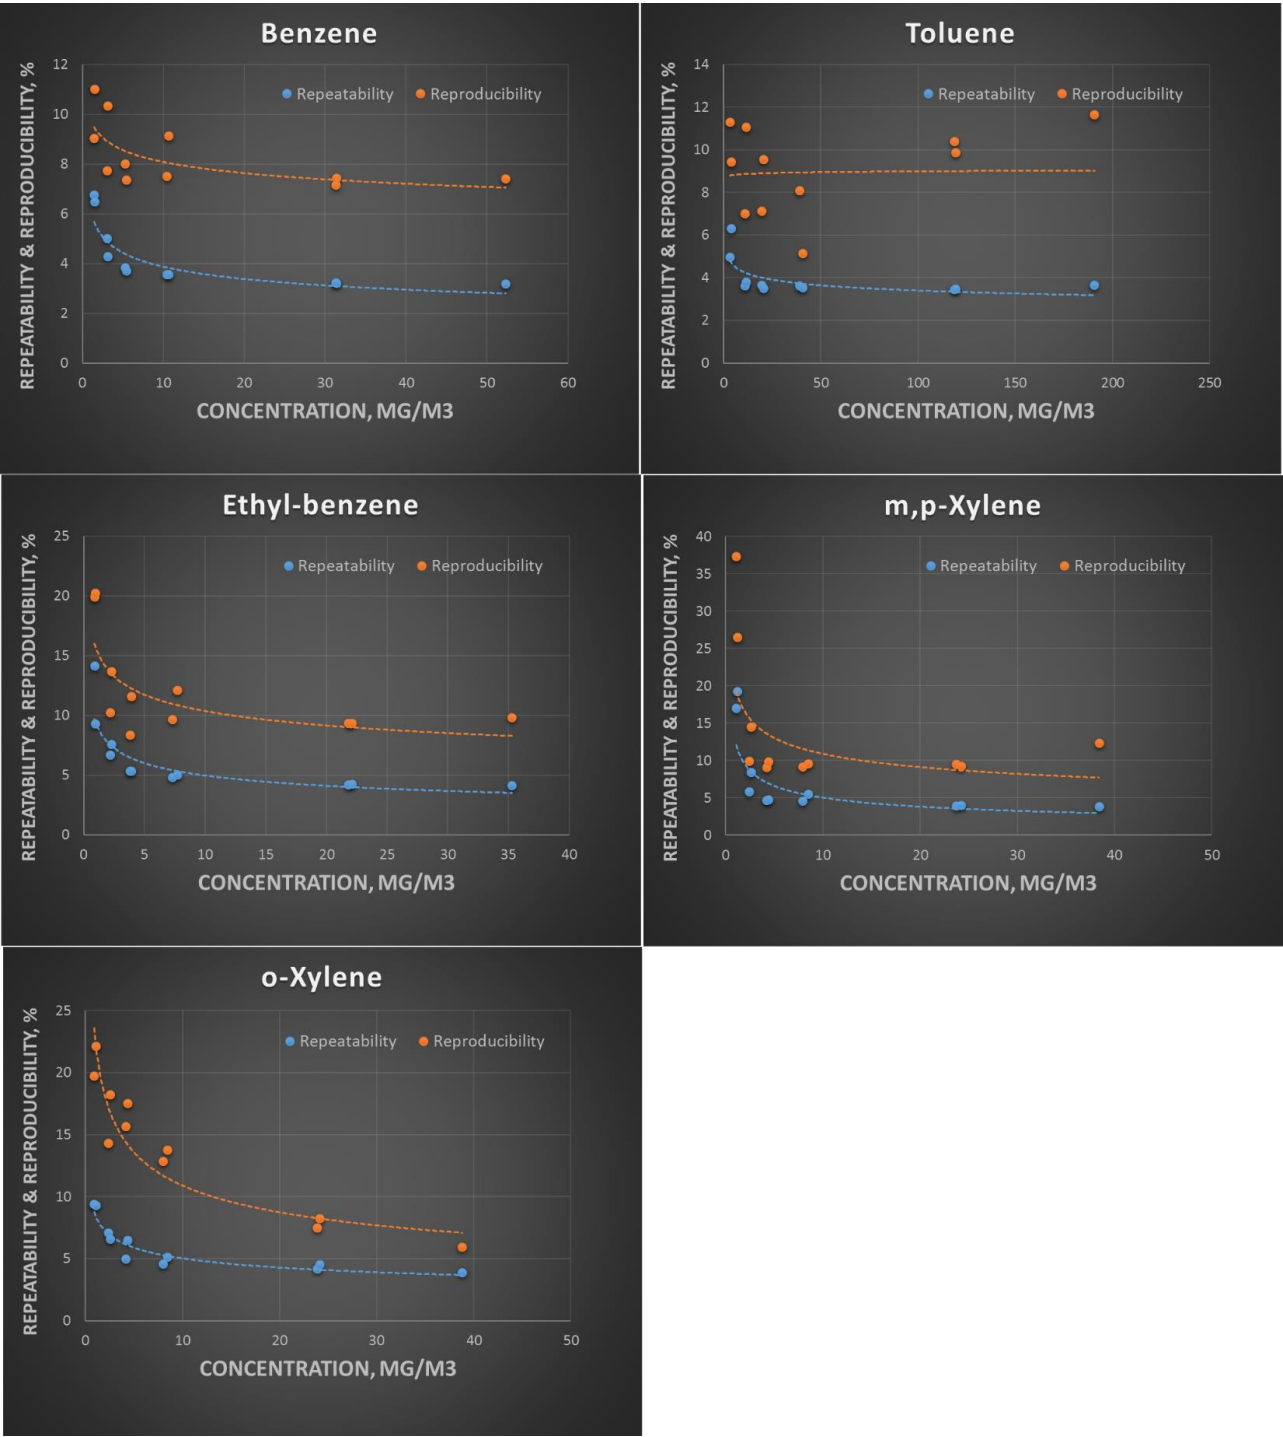 Benzene
REPEATABILITY & REPRODUCIBILITY, %
12
10
8
6
4
2
0
Repeatability
Reproducibility
0 10 20 30 40 50 60
CONCENTRATION, MG/M3
Toluene
REPEATABILITY & REPRODUCIBILITY, %
14
12
10
8
6
4
2
0
Repeatability
Reproducibility
0 50 100 150 200 250
CONCENTRATION, MG/M3
Ethyl-benzene
REPEATABILITY & REPRODUCIBILITY, %
25
20
15
10
5
0
Repeatability
Reproducibility
0 5 10 15 20 25 30 35 40
CONCENTRATION, MG/M3
m,p-Xylene
REPEATABILITY & REPRODUCIBILITY, %
40
35
30
25
20
15
10
5
0
Repeatability
Reproducibility
0 10 20 30 40 50
CONCENTRATION, MG/M3
o-Xylene
REPEATABILITY & REPRODUCIBILITY, %
25
20
15
10
5
0
Repeatability
Reproducibility
0 10 20 30 40 50
CONCENTRATION, MG/M3